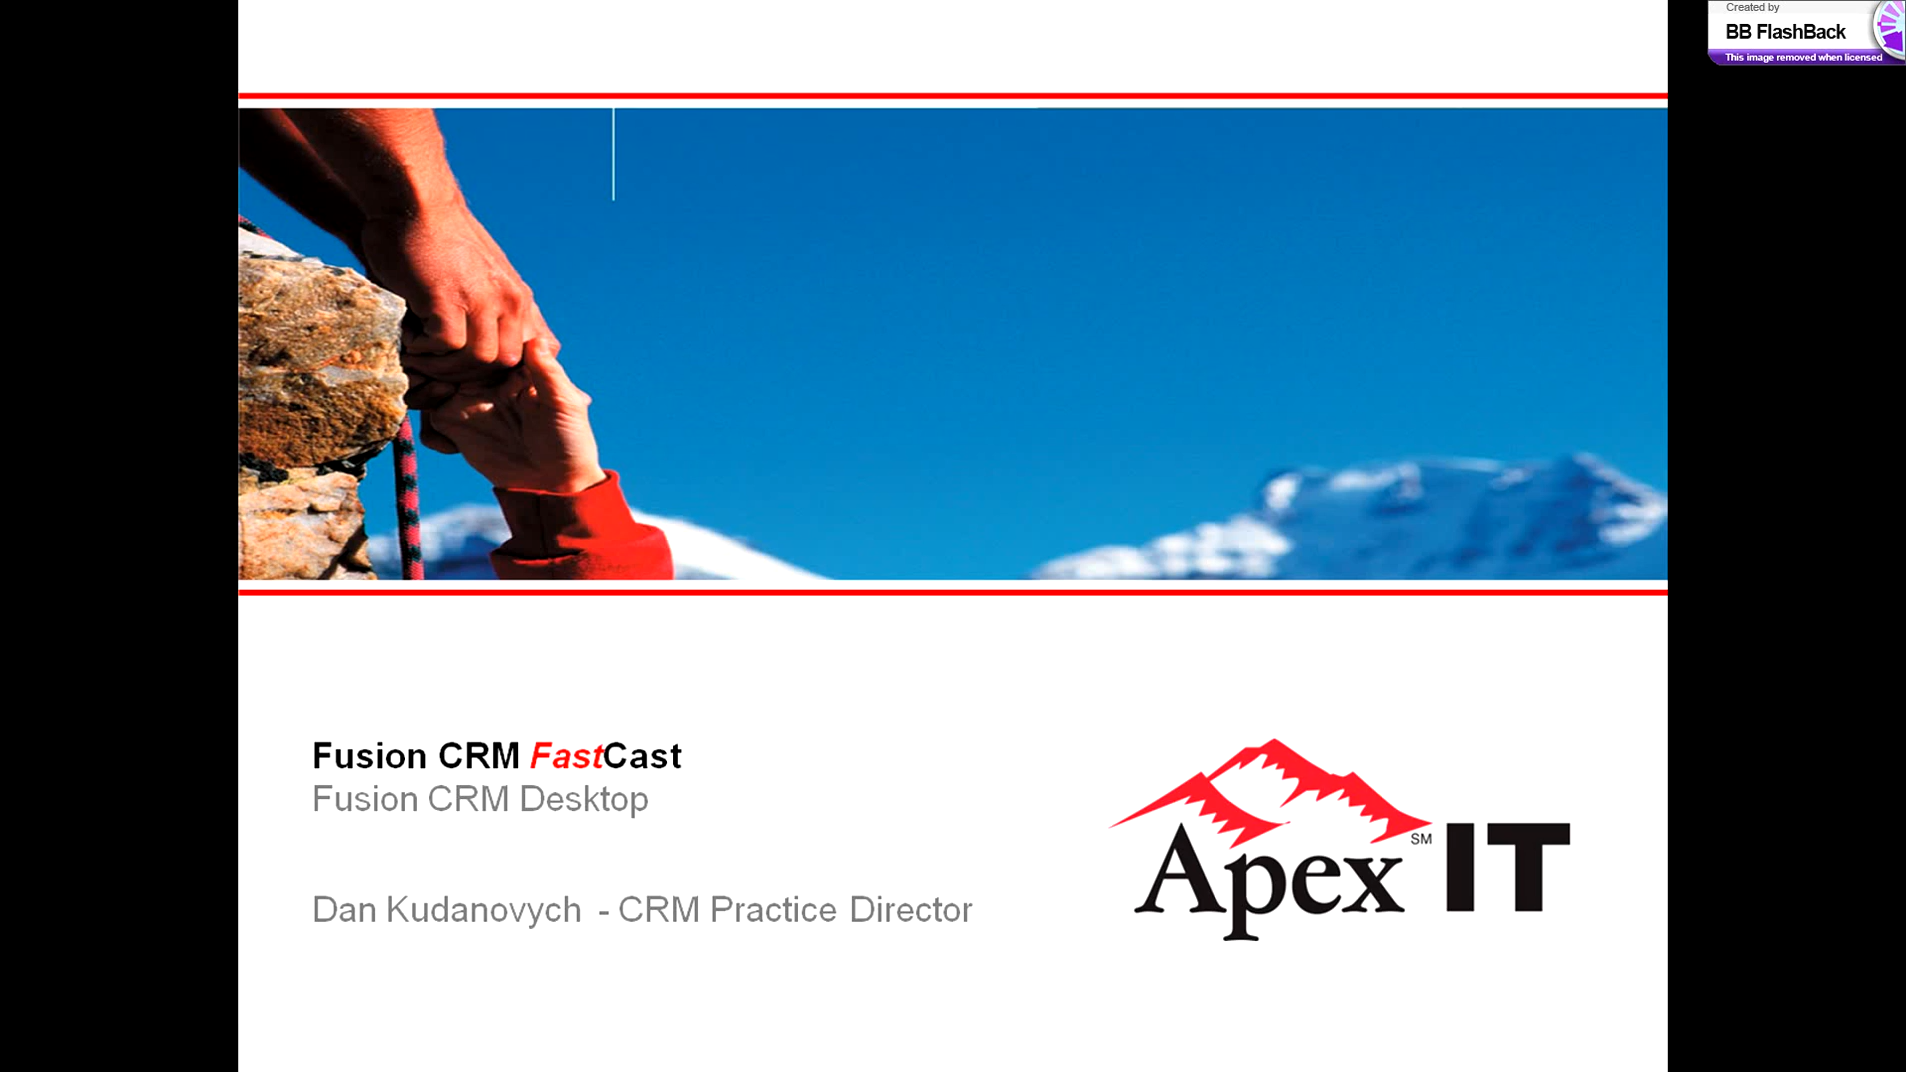 Created by
BB FlashBack
This image removed when licensed
Fusion CRM FastCast
Fusion CRM Desktop
Dan Kudanovych - CRM Practice Director
Apex SM IT